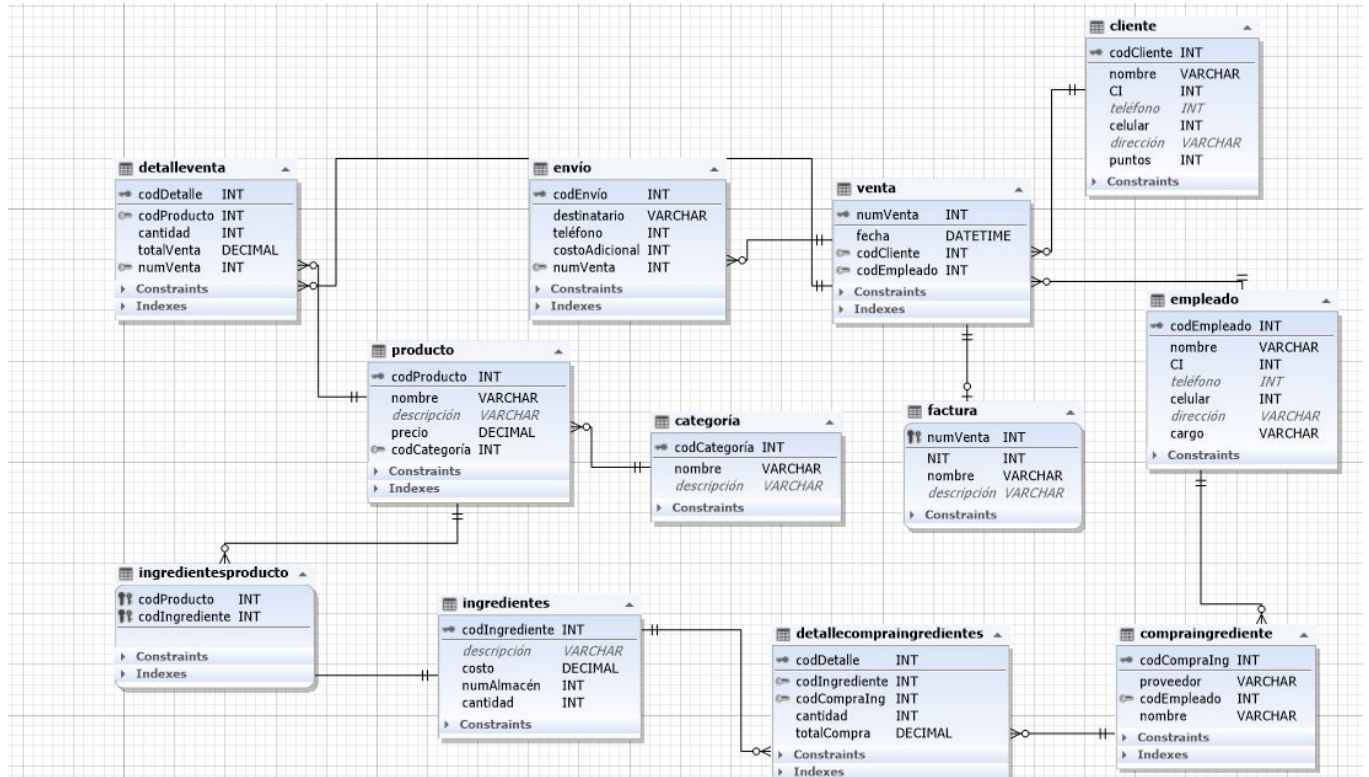 cliente
codCliente INT
nombre VARCHAR
CI INT
teléfono INT
celular INT
dirección VARCHAR
puntos INT
Constraints
detalleventa
codDetalle INT
codProducto INT
cantidad INT
totalVenta DECIMAL
numVenta INT
Constraints
Indexes
envío
codEnvío INT
destinatario VARCHAR
teléfono INT
costoAdicional INT
numVenta INT
Constraints
Indexes
venta
numVenta INT
fecha DATETIME
codCliente INT
codEmpleado INT
Constraints
Indexes
empleado
codEmpleado INT
nombre VARCHAR
CI INT
teléfono INT
celular INT
dirección VARCHAR
cargo VARCHAR
Constraints
producto
codProducto INT
nombre VARCHAR
descripción VARCHAR
precio DECIMAL
codCategoría INT
Constraints
Indexes
categoría
codCategoría INT
nombre VARCHAR
descripción VARCHAR
Constraints
factura
numVenta INT
NIT INT
nombre VARCHAR
descripción VARCHAR
Constraints
ingredientesproducto
codProducto INT
codIngrediente INT
Constraints
Indexes
ingredientes
codIngrediente INT
descripción VARCHAR
costo DECIMAL
numAlmacén INT
cantidad INT
Constraints
detallecompraingredientes
codDetalle INT
codIngrediente INT
codCompraIng INT
cantidad INT
totalCompra DECIMAL
Constraints
Indexes
compraingrediente
codCompraIng INT
proveedor VARCHAR
codEmpleado INT
nombre VARCHAR
Constraints
Indexes